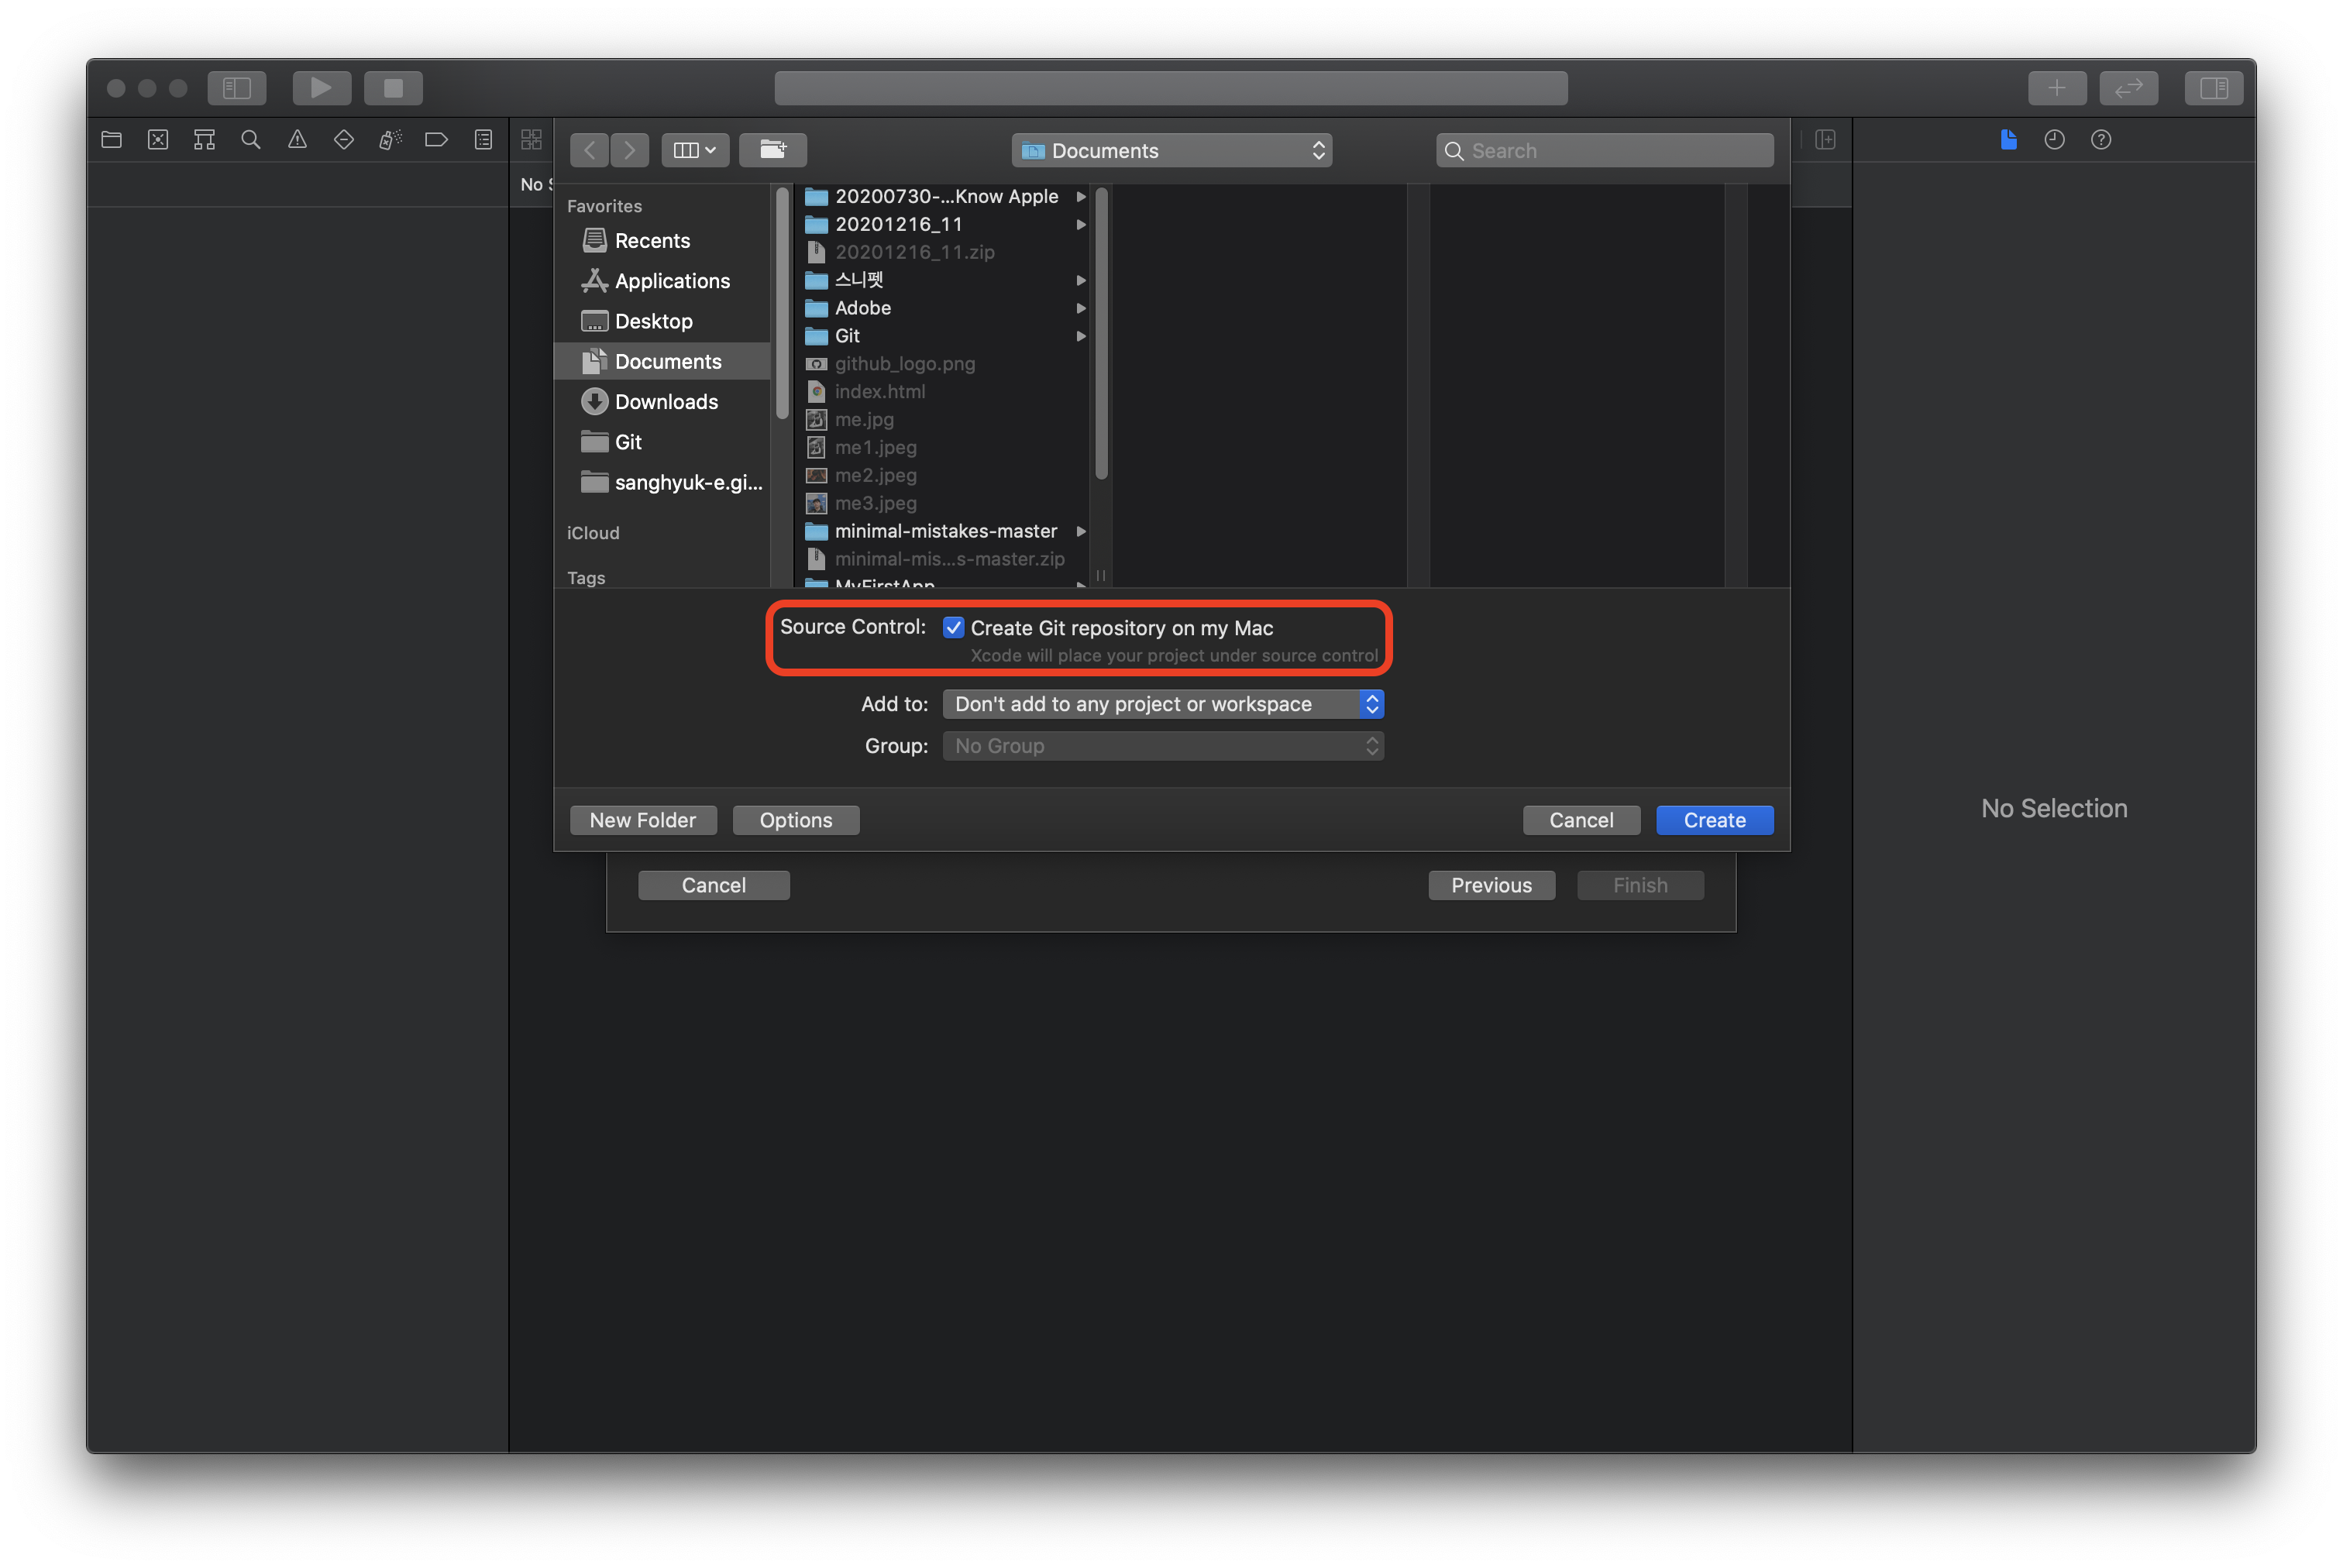 Documents
Search
No S
Favorites
Recents
Applications
Desktop
Documents
Downloads
Git
sanghyuk-e.gi...
iCloud
Tags
20200730-...Know Apple
20201216_11
20201216_11.zip
스니펫
Adobe
Git
github_logo.png
index.html
me.jpg
me1.jpeg
me2.jpeg
me3.jpeg
minimal-mistakes-master
minimal-mis...s-master.zip
MyFirstApp
Source Control: Create Git repository on my Mac
Xcode will place your project under source control
Add to: Don't add to any project or workspace
Group: No Group
New Folder Options Cancel Create
Cancel Previous Finish
No Selection